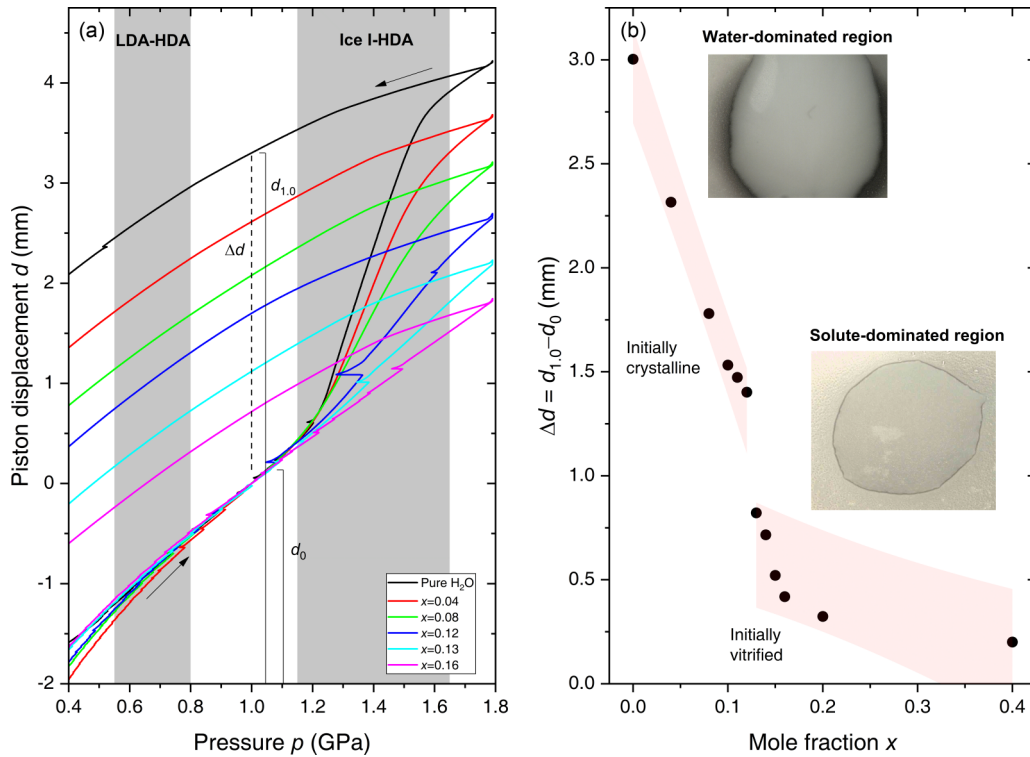 (a)
LDA-HDA
Ice I-HDA
4
3
2
1
0
-1
-2
Piston displacement d (mm)
d1.0
Δd
d0
Pure H2O
x=0.04
x=0.08
x=0.12
x=0.13
x=0.16
0.4 0.6 0.8 1.0 1.2 1.4 1.6 1.8
Pressure p (GPa)
(b)
Water-dominated region
3.0
2.5
2.0
1.5
1.0
0.5
0.0
Δd = d1.0–d0 (mm)
Initially
crystalline
Solute-dominated region
Initially
vitrified
0.0 0.1 0.2 0.3 0.4
Mole fraction x